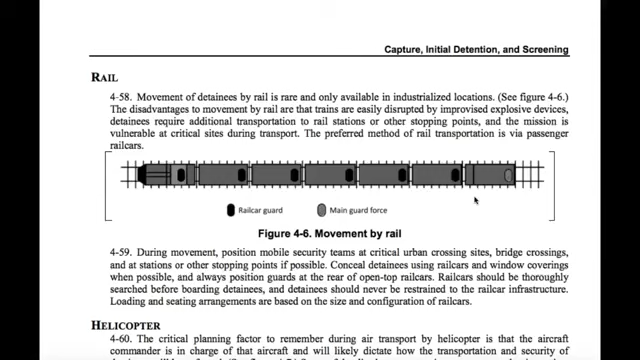 Capture, Initial Detention, and Screening
RAIL
4-58. Movement of detainees by rail is rare and only available in industrialized locations. (See figure 4-6.)
The disadvantages to movement by rail are that trains are easily disrupted by improvised explosive devices,
detainees require additional transportation to rail stations or other stopping points, and the mission is
vulnerable at critical sites during transport. The preferred method of rail transportation is via passenger
railcars.
Railcar guard
Main guard force
Figure 4-6. Movement by rail
4-59. During movement, position mobile security teams at critical urban crossing sites, bridge crossings,
and at stations or other stopping points if possible. Conceal detainees using railcars and window coverings
when possible, and always position guards at the rear of open-top railcars. Railcars should be thoroughly
searched before boarding detainees, and detainees should never be restrained to the railcar infrastructure.
Loading and seating arrangements are based on the size and configuration of railcars.
HELICOPTER
4-60. The critical planning factor to remember during air transport by helicopter is that the aircraft
commander is in charge of that aircraft and will likely dictate how the transportation and security of